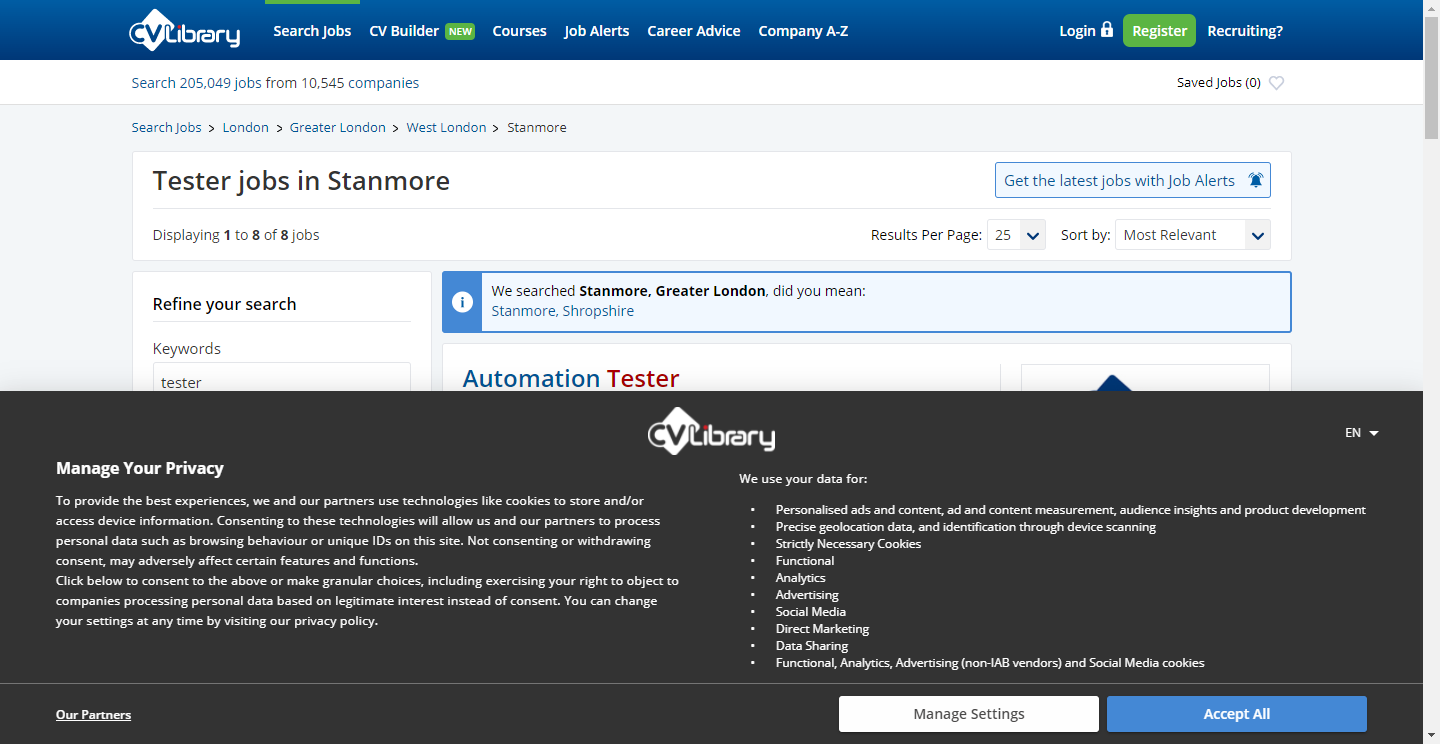 CVLibrary
Search Jobs CV Builder NEW Courses Job Alerts Career Advice Company A-Z Login Register Recruiting?
Search 205,049 jobs from 10,545 companies Saved Jobs (0)
Search Jobs > London > Greater London > West London > Stanmore
Tester jobs in Stanmore
Get the latest jobs with Job Alerts
Displaying 1 to 8 of 8 jobs
Results Per Page: 25 Sort by: Most Relevant
Refine your search
We searched Stanmore, Greater London, did you mean:
Stanmore, Shropshire
Keywords
tester
Automation Tester
CVLibrary
EN
Manage Your Privacy
To provide the best experiences, we and our partners use technologies like cookies to store and/or
access device information. Consenting to these technologies will allow us and our partners to process
personal data such as browsing behaviour or unique IDs on this site. Not consenting or withdrawing
consent, may adversely affect certain features and functions.
Click below to consent to the above or make granular choices, including exercising your right to object to
companies processing personal data based on legitimate interest instead of consent. You can change
your settings at any time by visiting our privacy policy.
We use your data for:
• Personalised ads and content, ad and content measurement, audience insights and product development
• Precise geolocation data, and identification through device scanning
• Strictly Necessary Cookies
• Functional
• Analytics
• Advertising
• Social Media
• Direct Marketing
• Data Sharing
• Functional, Analytics, Advertising (non-IAB vendors) and Social Media cookies
Our Partners
Manage Settings
Accept All